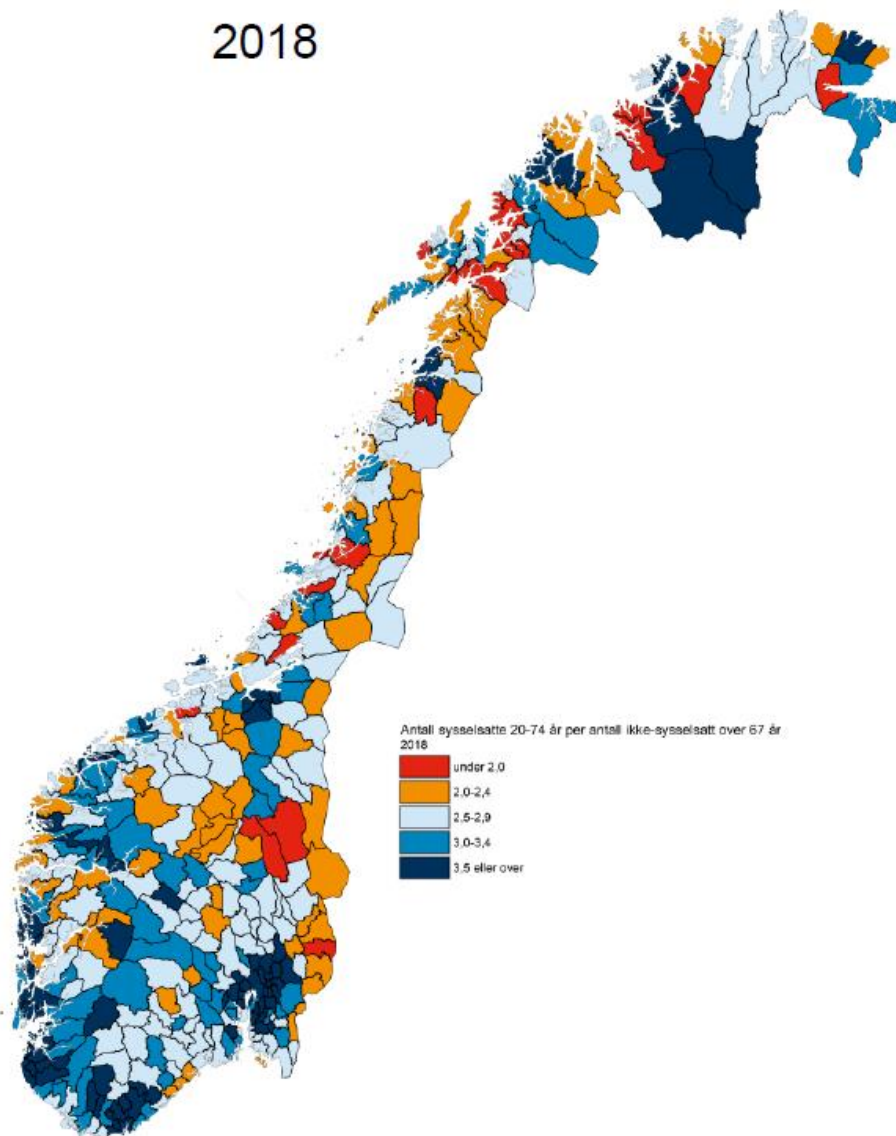 2018
Antall sysselsatte 20-74 år per antall ikke-sysselsatt over 67 år
2018
under 2,0
2,0-2,4
2,5-2,9
3,0-3,4
3,5 eller over